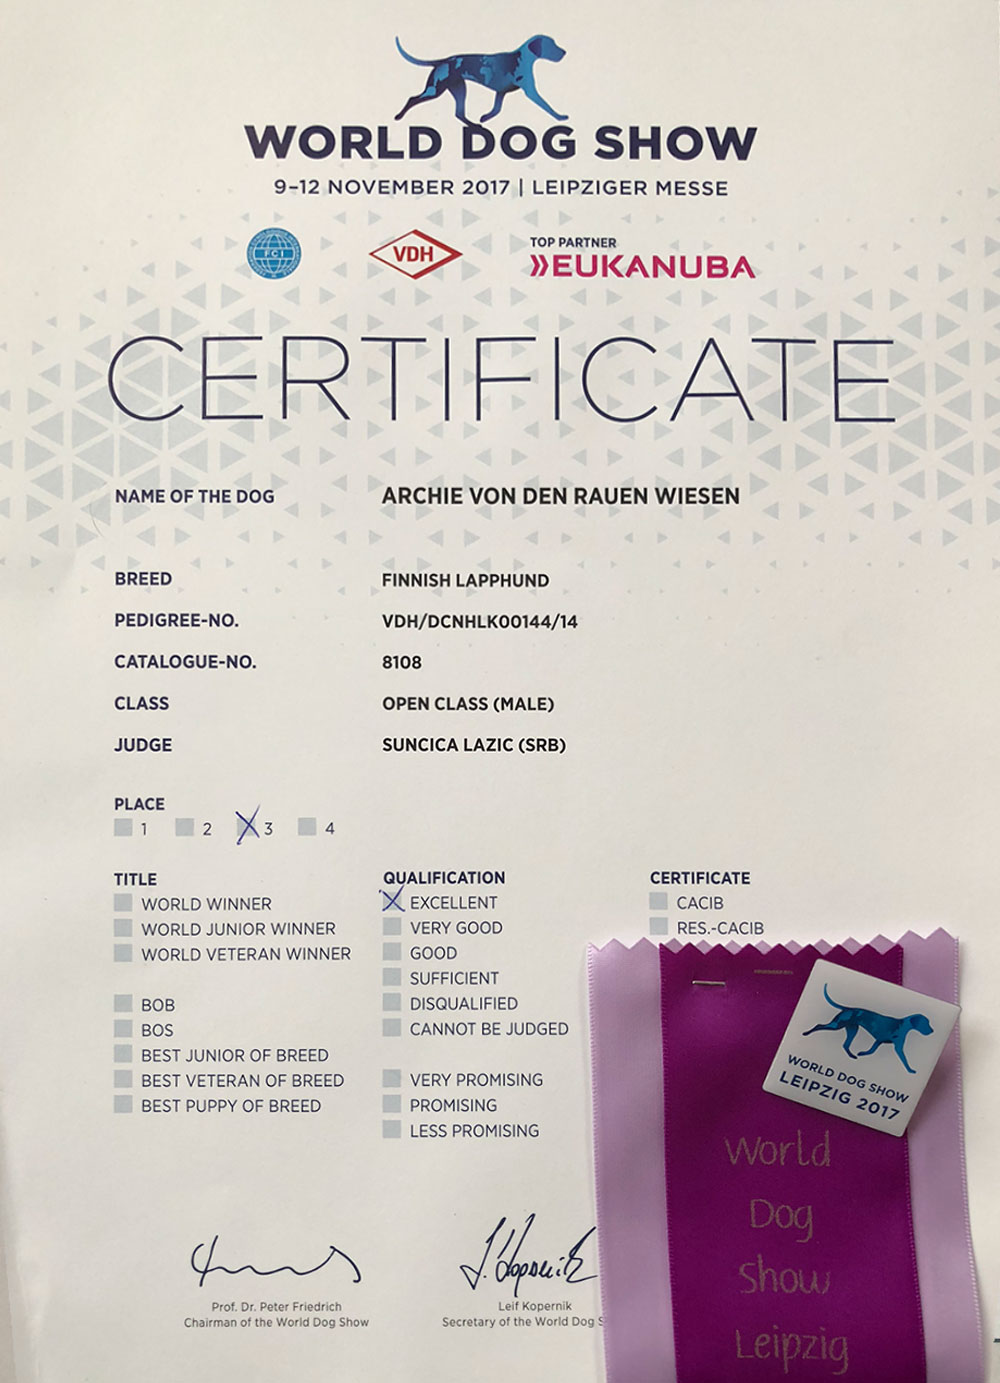 WORLD DOG SHOW
9–12 NOVEMBER 2017 | LEIPZIGER MESSE
FCI
VDH
TOP PARTNER
EUKANUBA
CERTIFICATE
NAME OF THE DOG ARCHIE VON DEN RAUEN WIESEN
BREED FINNISH LAPPHUND
PEDIGREE-NO. VDH/DCNHLK00144/14
CATALOGUE-NO. 8108
CLASS OPEN CLASS (MALE)
JUDGE SUNCICA LAZIC (SRB)
PLACE
1 2 3 4
TITLE
WORLD WINNER
WORLD JUNIOR WINNER
WORLD VETERAN WINNER
BOB
BOS
BEST JUNIOR OF BREED
BEST VETERAN OF BREED
BEST PUPPY OF BREED
QUALIFICATION
EXCELLENT
VERY GOOD
GOOD
SUFFICIENT
DISQUALIFIED
CANNOT BE JUDGED
VERY PROMISING
PROMISING
LESS PROMISING
CERTIFICATE
CACIB
RES.-CACIB
WORLD DOG SHOW
LEIPZIG 2017
World
Dog
Show
Leipzig
Prof. Dr. Peter Friedrich
Chairman of the World Dog Show
L. Kopernik
Leif Kopernik
Secretary of the World Dog S